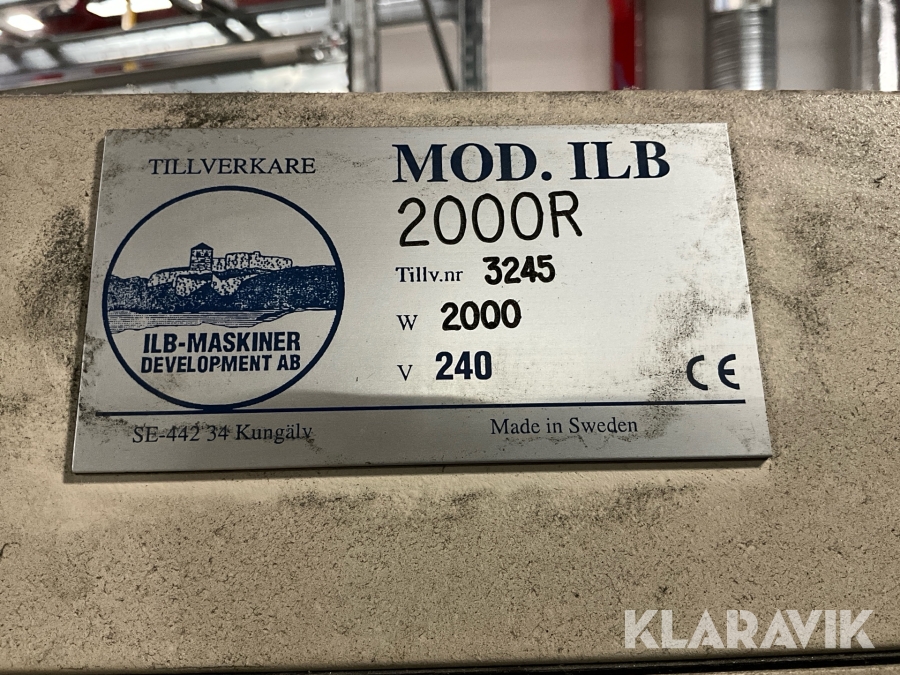 TILLVERKARE
ILB-MASKINER
DEVELOPMENT AB
MOD. ILB
2000R
Tillv.nr 3245
W 2000
V 240
CE
SE-442 34 Kungälv
Made in Sweden
KLARAVIK